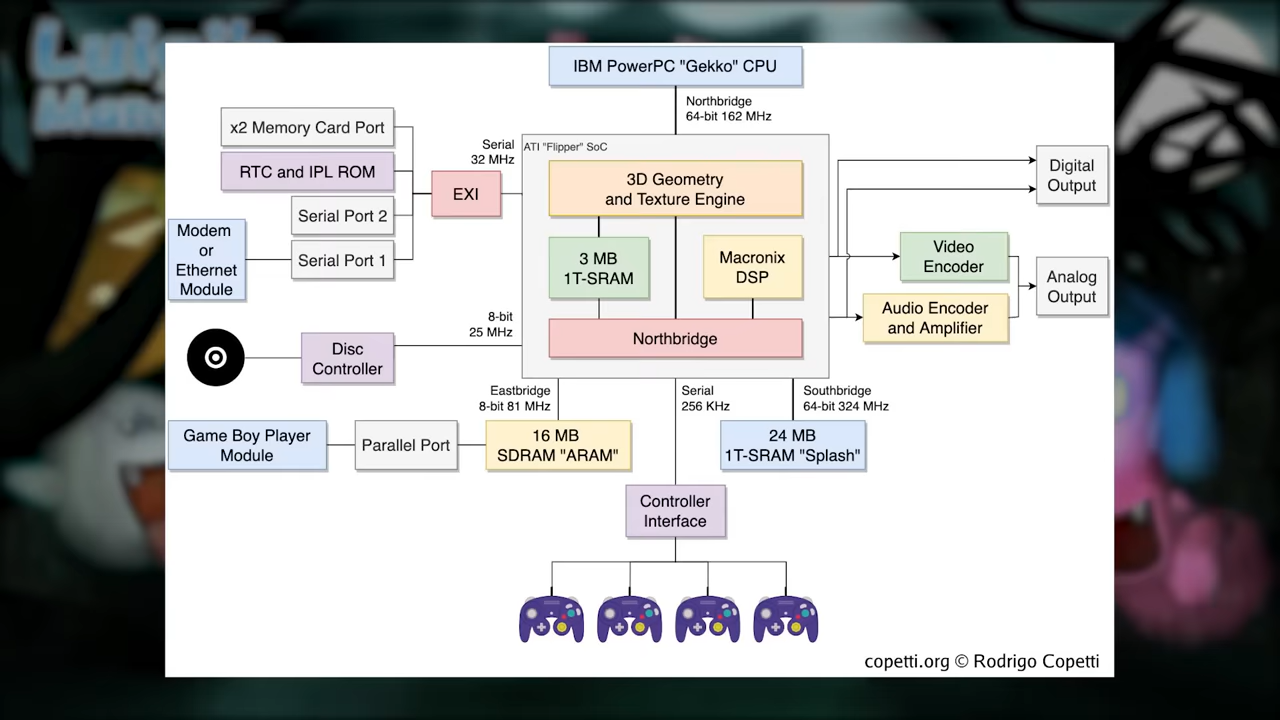 Luigi's
Mans
IBM PowerPC "Gekko" CPU
Northbridge
64-bit 162 MHz
x2 Memory Card Port
RTC and IPL ROM
Serial Port 2
Serial Port 1
Modem
or
Ethernet
Module
EXI
Serial
32 MHz
ATI "Flipper" SoC
3D Geometry
and Texture Engine
3 MB
1T-SRAM
Macronix
DSP
Northbridge
Digital
Output
Video
Encoder
Analog
Output
Audio Encoder
and Amplifier
8-bit
25 MHz
Disc
Controller
Eastbridge
8-bit 81 MHz
Serial
256 KHz
Southbridge
64-bit 324 MHz
Game Boy Player
Module
Parallel Port
16 MB
SDRAM "ARAM"
24 MB
1T-SRAM "Splash"
Controller
Interface
copetti.org © Rodrigo Copetti